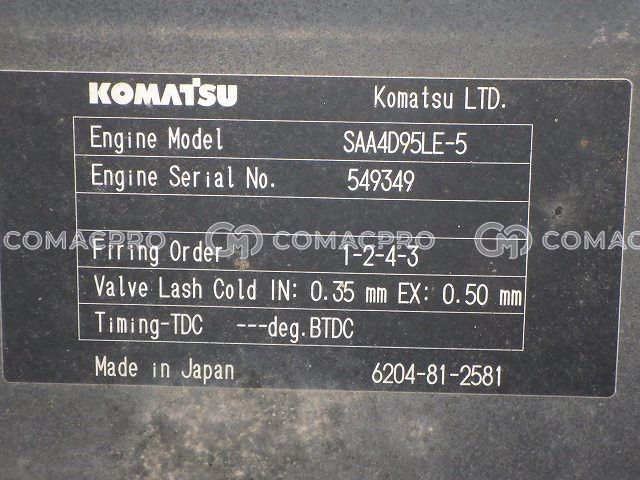 KOMATSU Komatsu LTD.
Engine Model SAA4D95LE-5
Engine Serial No. 549349
COMACPRO COMACPRO COMACPRO
Firing Order 1-2-4-3
Valve Lash Cold IN: 0.35 mm EX: 0.50 mm
Timing-TDC ---deg.BTDC
Made in Japan 6204-81-2581